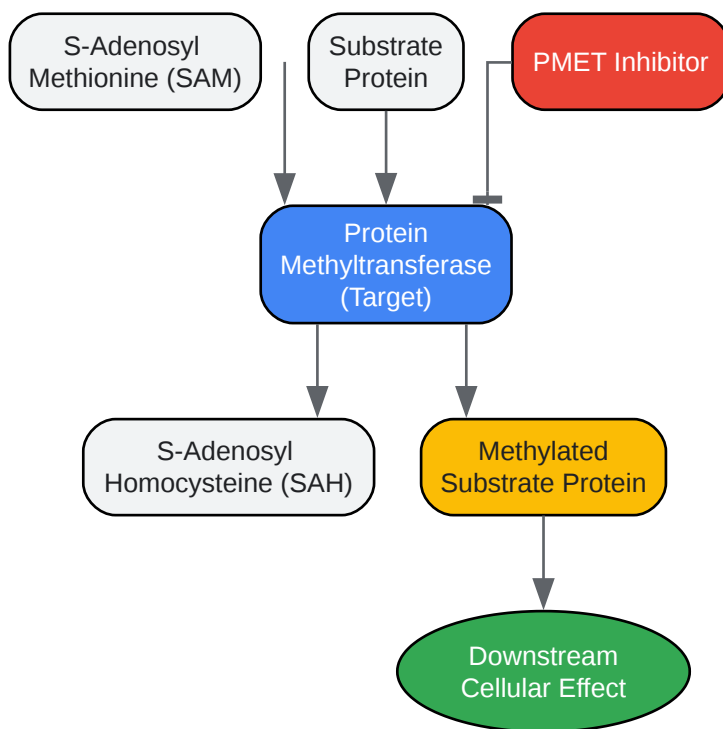 S-Adenosyl
Methionine (SAM)
Substrate
Protein
PMET Inhibitor
Protein
Methyltransferase
(Target)
S-Adenosyl
Homocysteine (SAH)
Methylated
Substrate Protein
Downstream
Cellular Effect